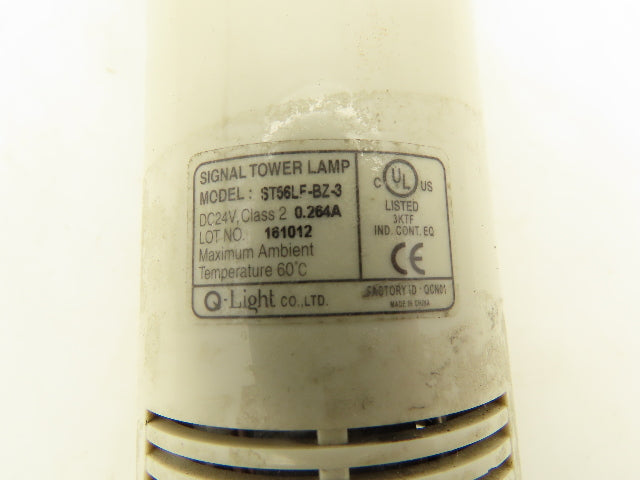 SIGNAL TOWER LAMP
MODEL : ST56LF-BZ-3
DC24V, Class 2 0.264A
LOT NO. 161012
Maximum Ambient
Temperature 60°C
Q-Light CO.,LTD.
C UL US
LISTED
3KTF
IND. CONT. EQ
CE
FACTORY ID : QCN01
MADE IN CHINA